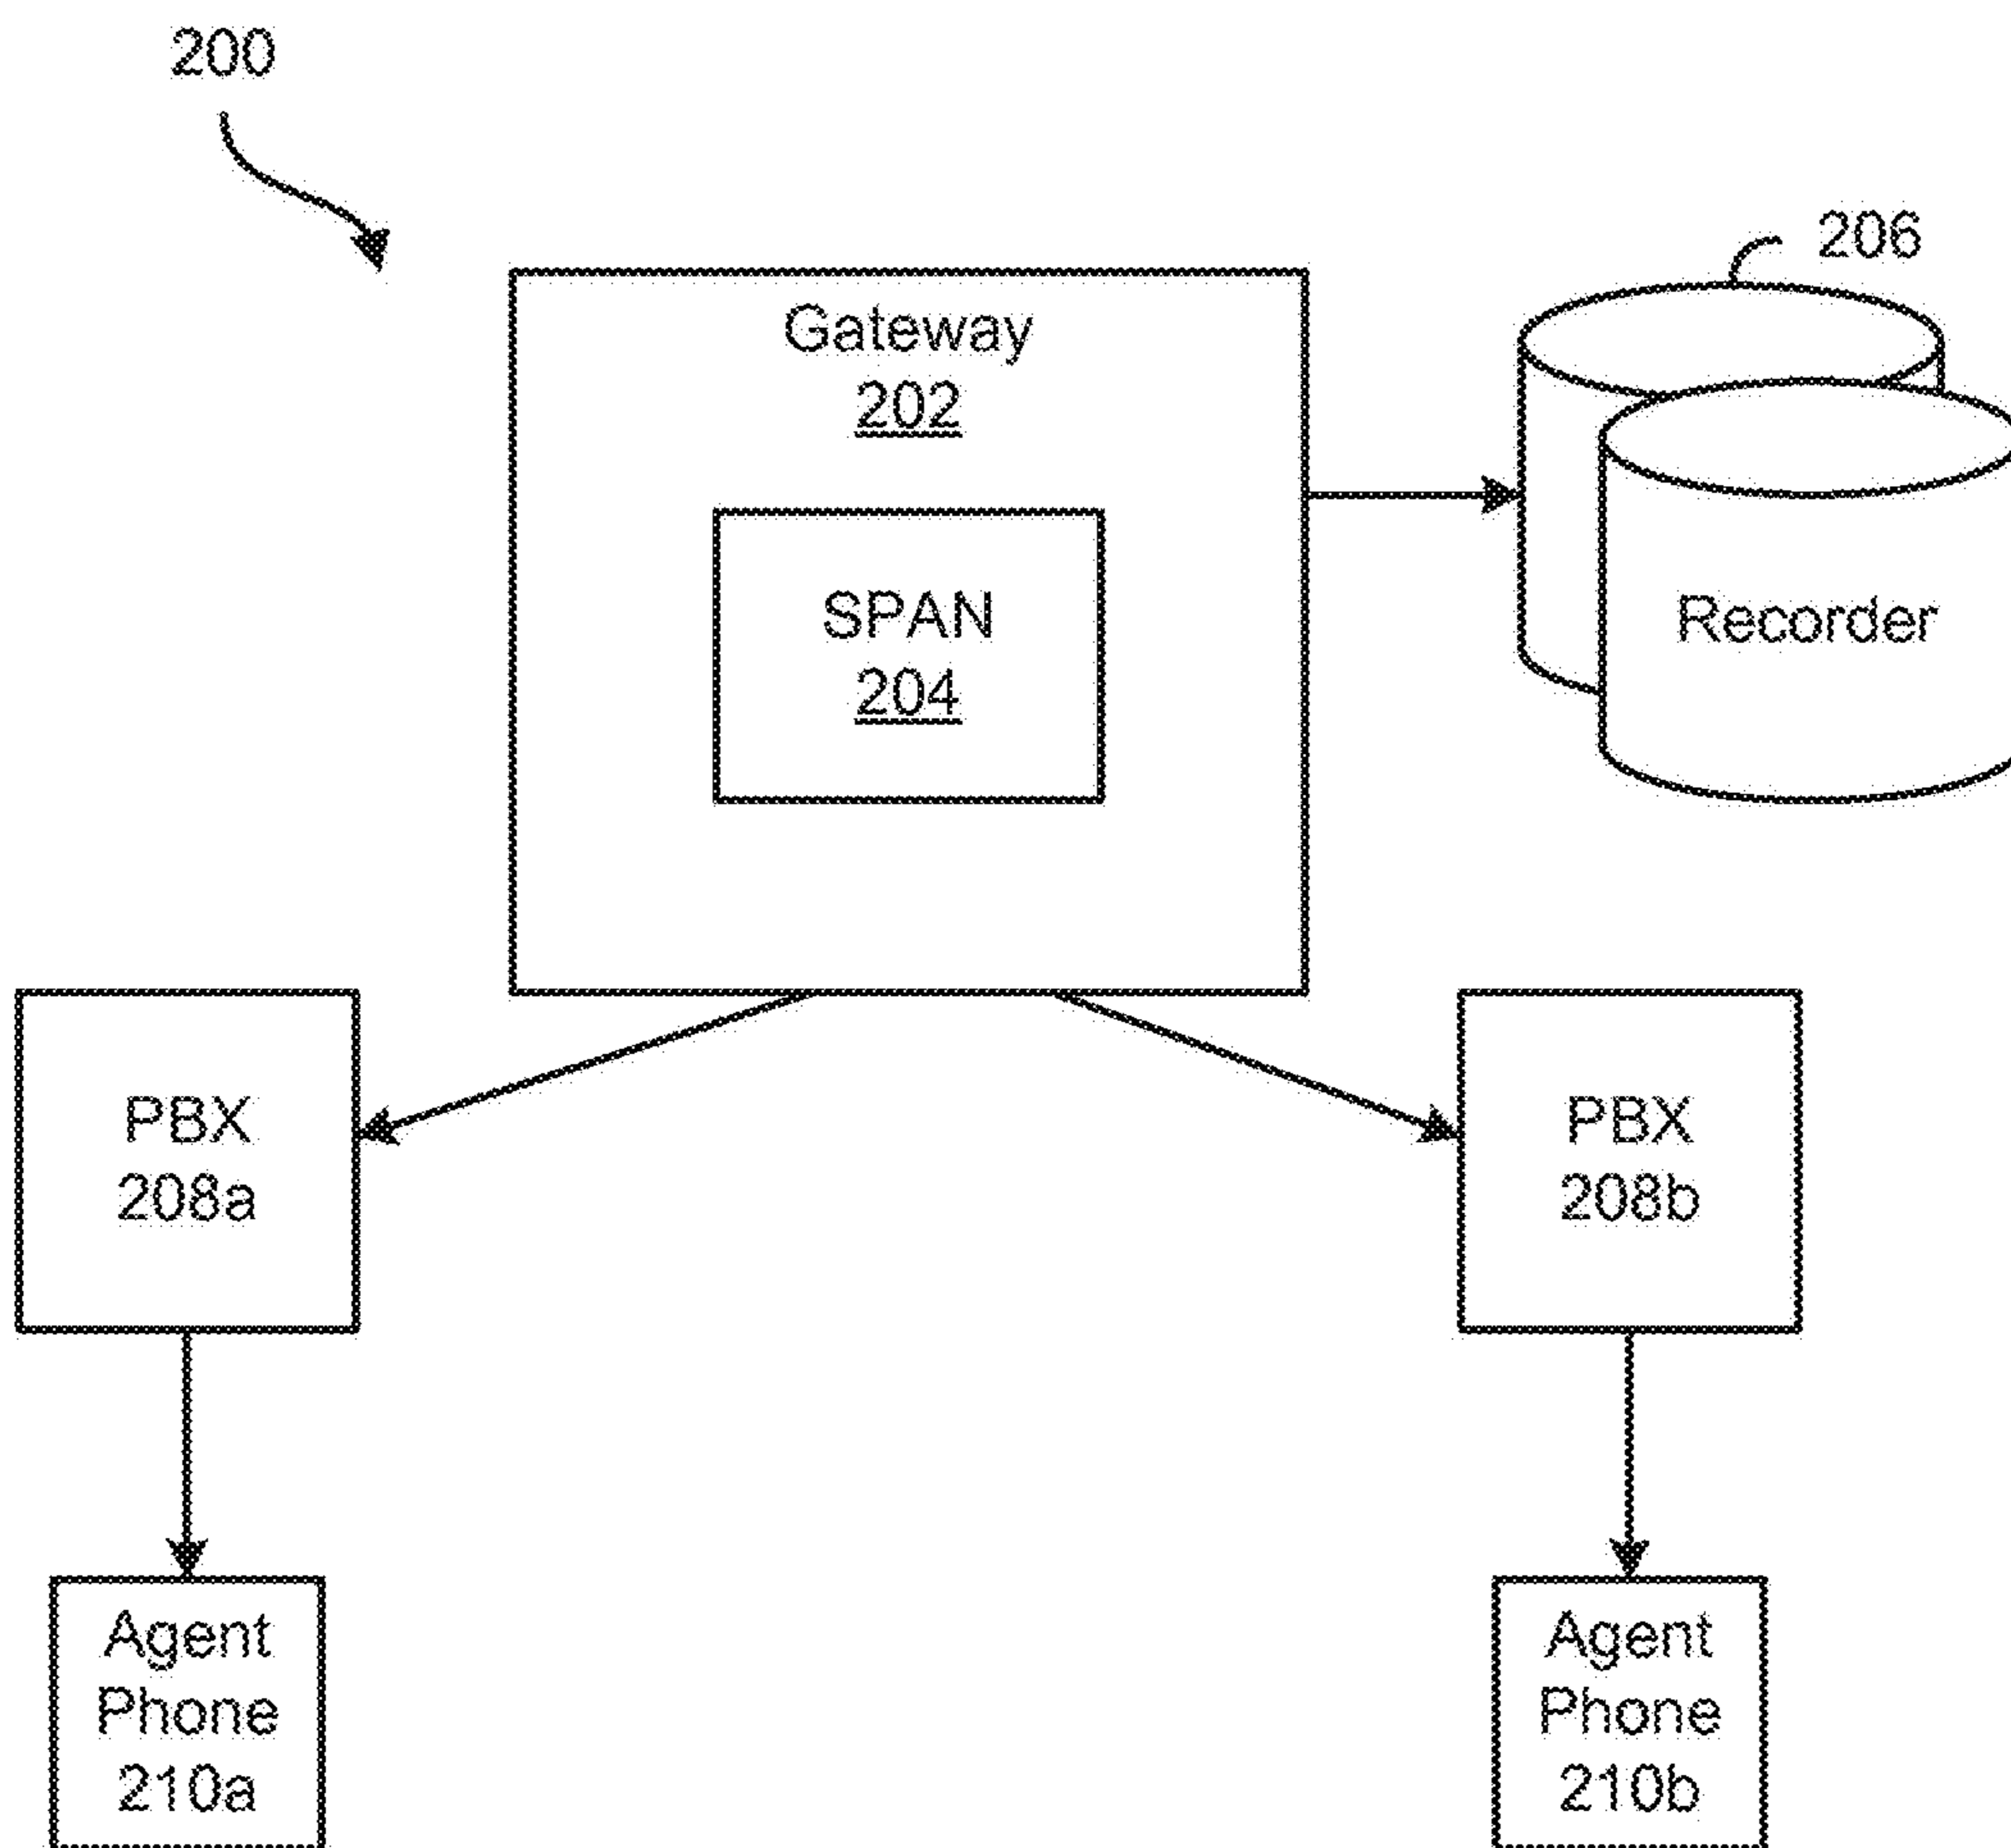 200
206
Gateway
202
SPAN
204
Recorder
PBX
208a
PBX
208b
Agent
Phone
210a
Agent
Phone
210b